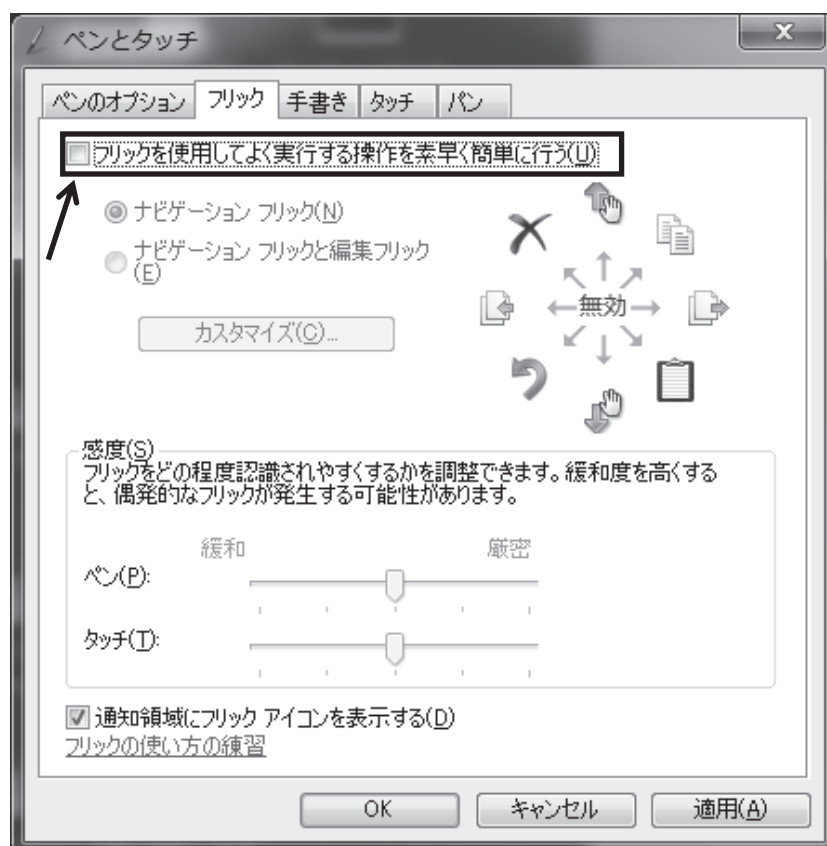 ペンとタッチ
ペンのオプション フリック 手書き タッチ パン
フリックを使用してよく実行する操作を素早く簡単に行う(U)
ナビゲーション フリック(N)
ナビゲーション フリックと編集フリック
(E)
無効
カスタマイズ(C)...
感度(S)
フリックをどの程度認識されやすくするかを調整できます。緩和度を高くする
と、偶発的なフリックが発生する可能性があります。
緩和 厳密
ペン(P):
タッチ(T):
通知領域にフリック アイコンを表示する(D)
フリックの使い方の練習
OK キャンセル 適用(A)